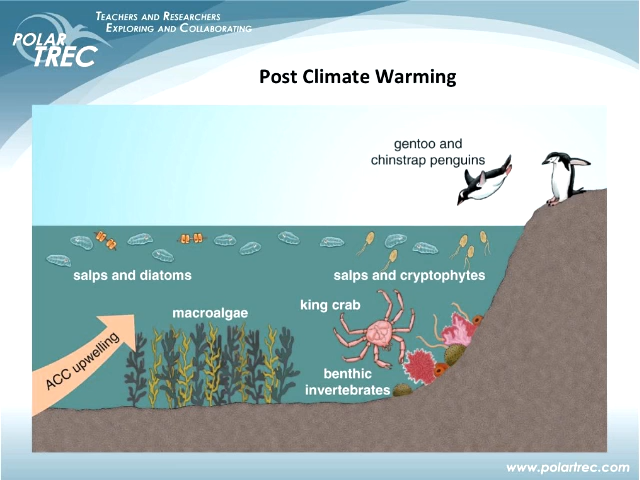 TEACHERS AND RESEARCHERS
EXPLORING AND COLLABORATING
POLAR
TREC
Post Climate Warming
gentoo and
chinstrap penguins
salps and diatoms
salps and cryptophytes
king crab
macroalgae
ACC upwelling
benthic
invertebrates
www.polartrec.com